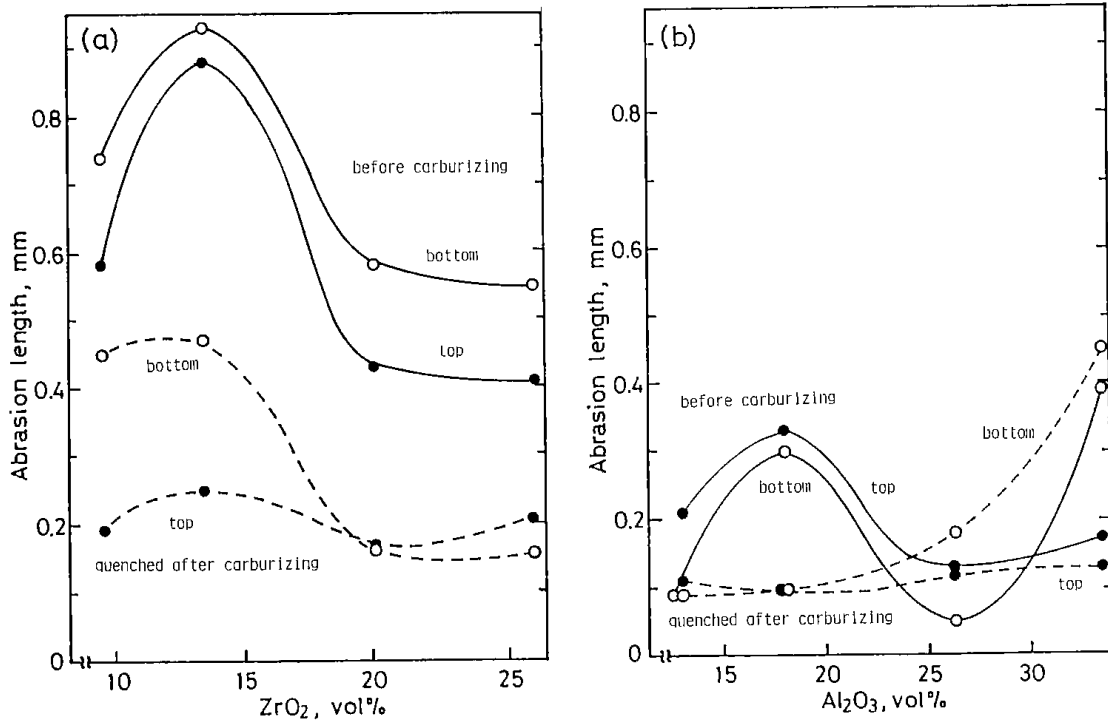 (a)
Abrasion length, mm
0.8
0.6
0.4
0.2
0
before carburizing
bottom
top
bottom
top
quenched after carburizing
10
15
20
25
ZrO₂, vol%
(b)
Abrasion length, mm
0.8
0.6
0.4
0.2
0
before carburizing
bottom
top
bottom
top
quenched after carburizing
15
20
25
30
Al₂O₃, vol%